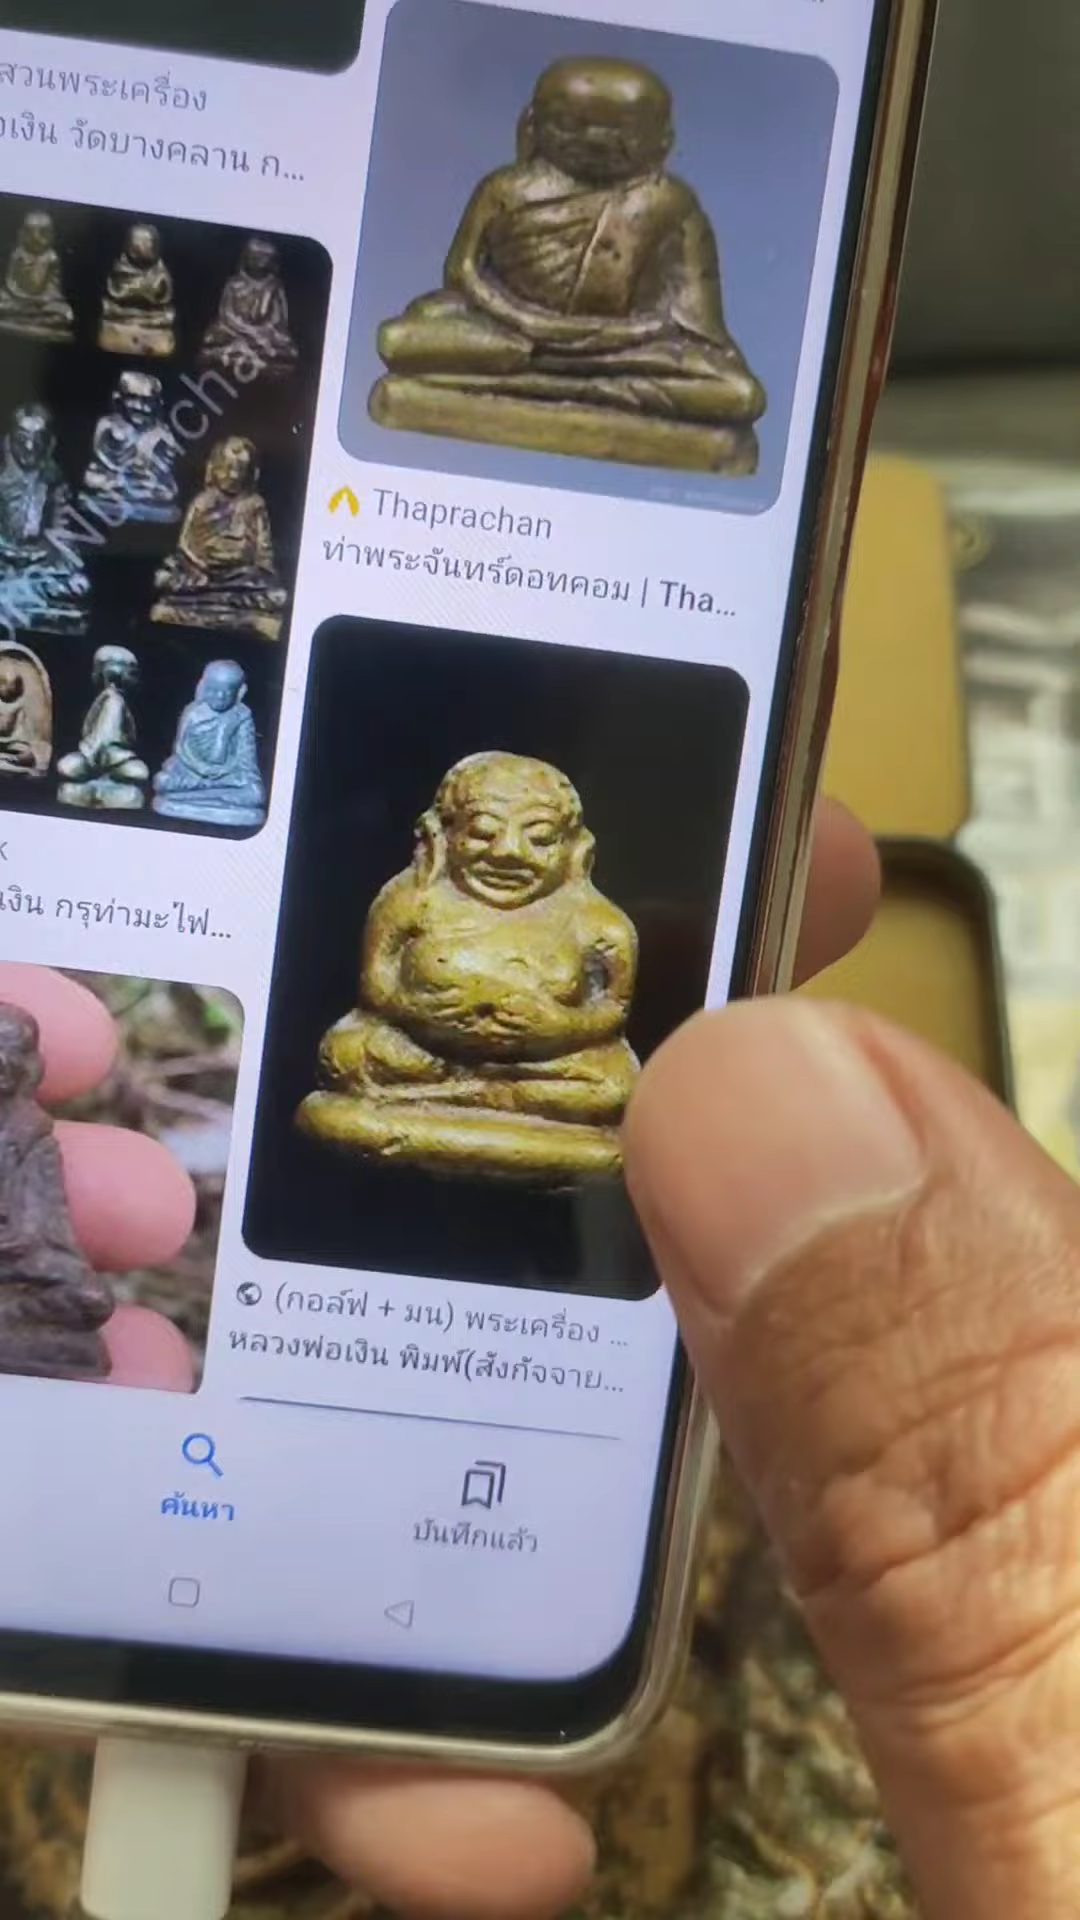 สวนพระเครื่อง
เงิน วัดบางคลาน ก...
Thaprachan
ท่าพระจันทร์ดอทคอม | Tha...
เงิน กรุท่ามะไฟ...
(กอล์ฟ + มน) พระเครื่อง ...
หลวงพ่อเงิน พิมพ์(สังกัจจาย...
ค้นหา
บันทึกแล้ว